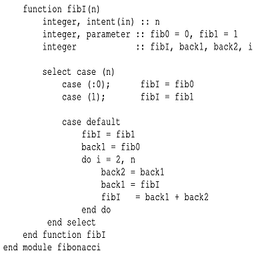 function fibI(n)
integer, intent(in) :: n
integer, parameter :: fib0 = 0, fib1 = 1
integer :: fibI, back1, back2, i
select case (n)
case (:0); fibI = fib0
case (1); fibI = fib1
case default
fibI = fib1
back1 = fib0
do i = 2, n
back2 = back1
back1 = fibI
fibI = back1 + back2
end do
end select
end function fibI
end module fibonacci